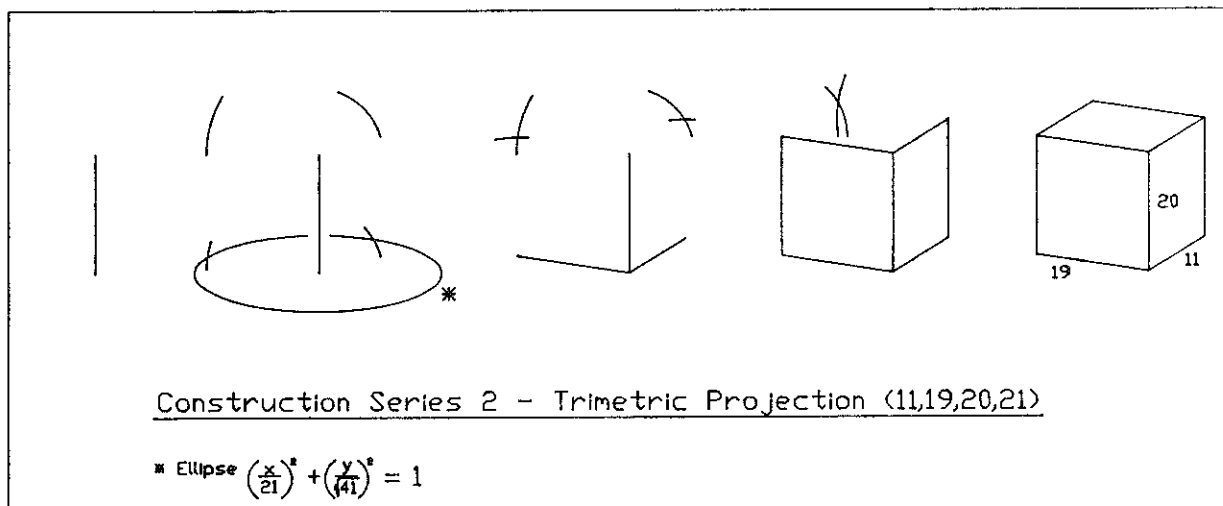 20
19
11
*
Construction Series 2 - Trimetric Projection (11,19,20,21)
* Ellipse (x/21)² + (y/√41)² = 1